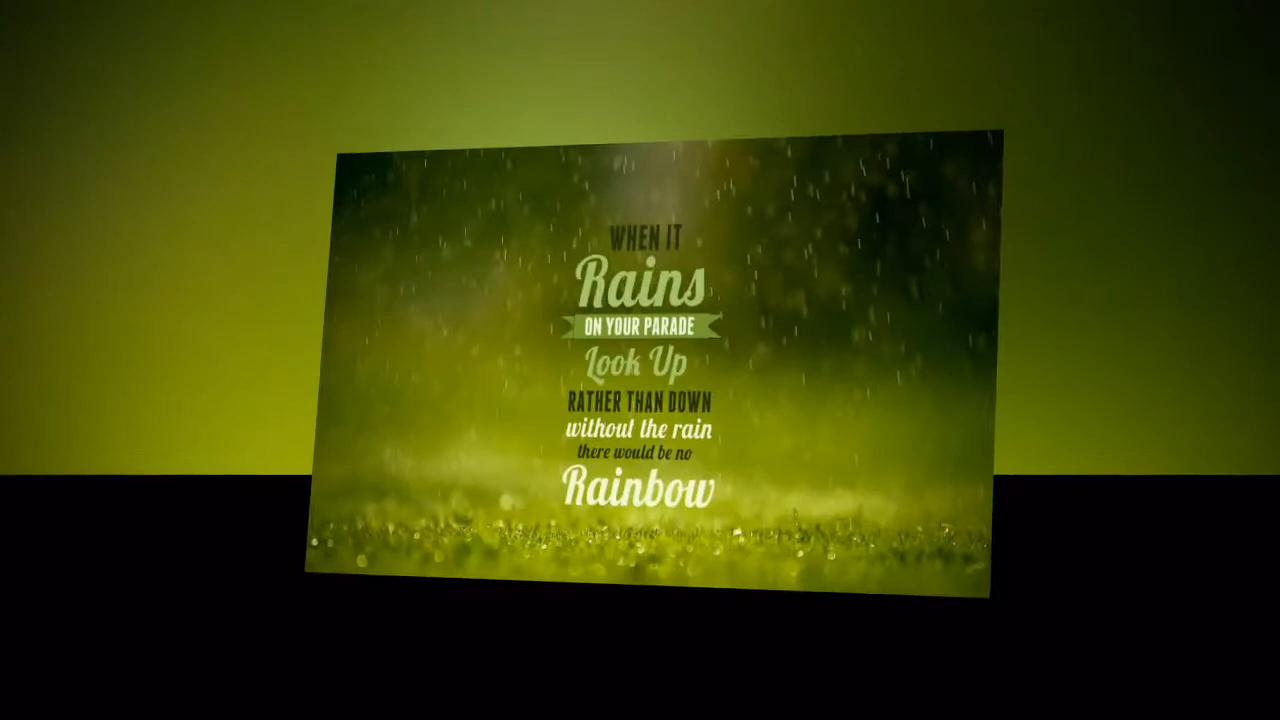 WHEN IT
Rains
ON YOUR PARADE
Look Up
RATHER THAN DOWN
without the rain
there would be no
Rainbow